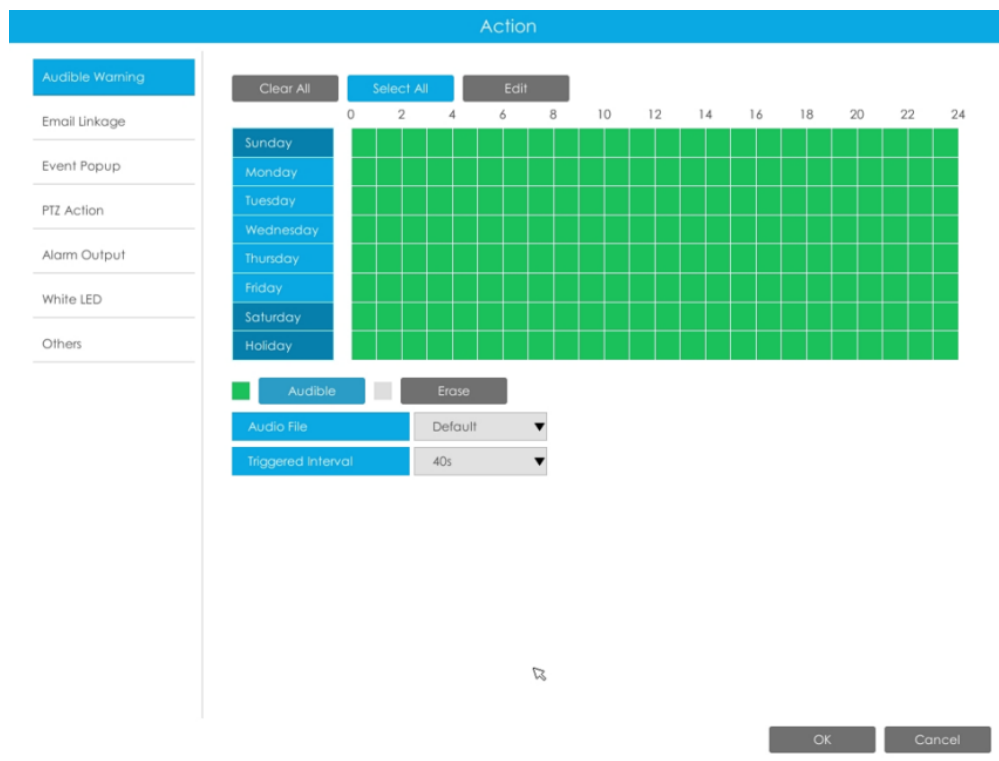 Action
Audible Warning
Email Linkage
Event Popup
PTZ Action
Alarm Output
White LED
Others
Clear All Select All Edit
0 2 4 6 8 10 12 14 16 18 20 22 24
Sunday
Monday
Tuesday
Wednesday
Thursday
Friday
Saturday
Holiday
Audible Erase
Audio File Default
Triggered Interval 40s
OK Cancel